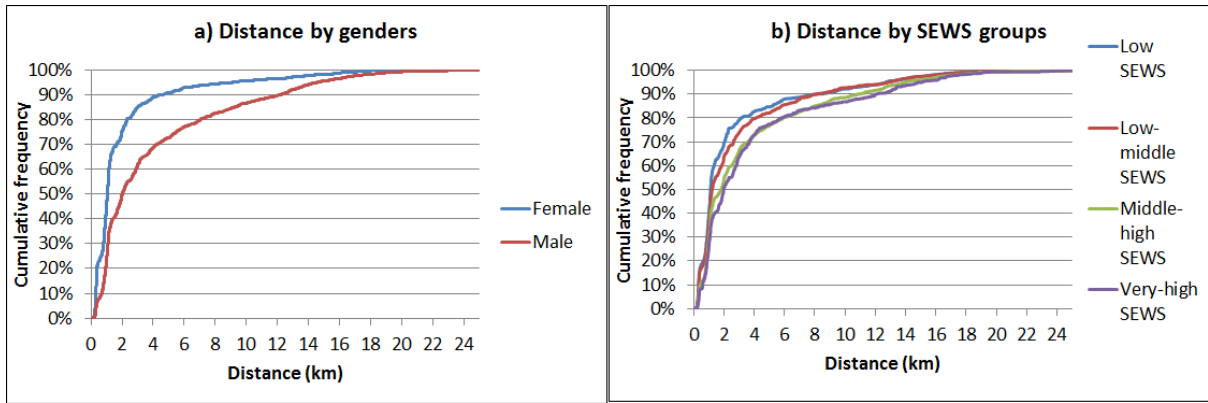 a) Distance by genders
Cumulative frequency
100%
90%
80%
70%
60%
50%
40%
30%
20%
10%
0%
0 2 4 6 8 10 12 14 16 18 20 22 24
Distance (km)
Female
Male
b) Distance by SEWS groups
Cumulative frequency
100%
90%
80%
70%
60%
50%
40%
30%
20%
10%
0%
0 2 4 6 8 10 12 14 16 18 20 22 24
Distance (km)
Low
SEWS
Low-
middle
SEWS
Middle-
high
SEWS
Very-high
SEWS